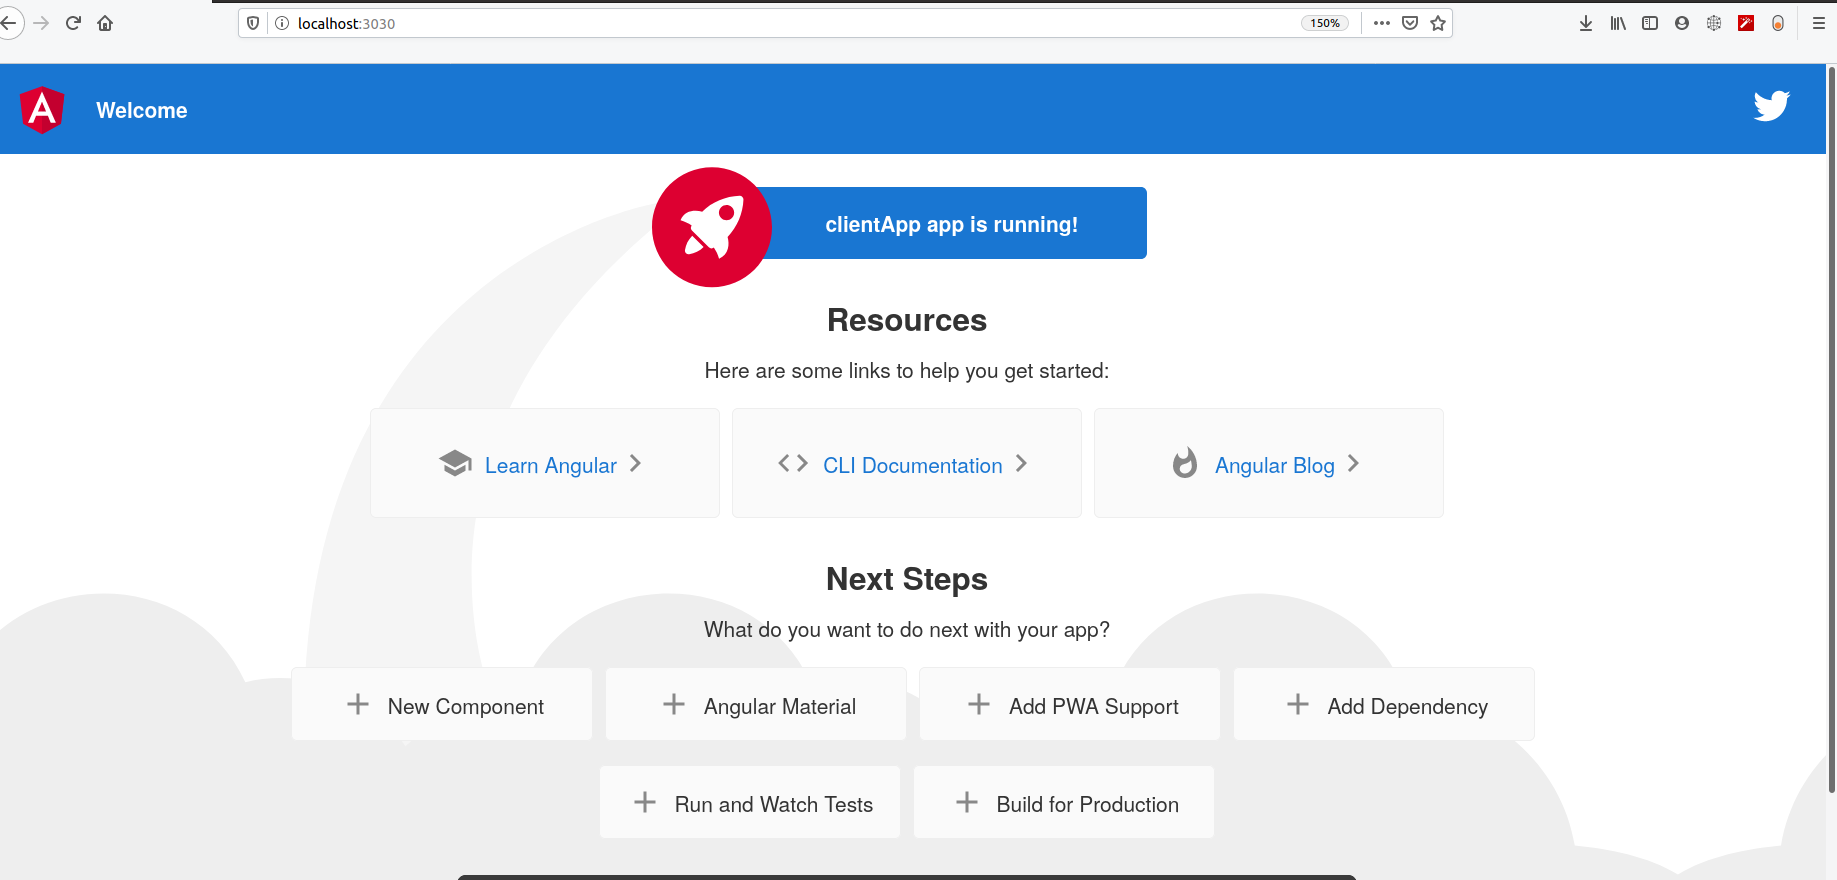 localhost:3030
150%
A
Welcome
clientApp app is running!
Resources
Here are some links to help you get started:
Learn Angular
CLI Documentation
Angular Blog
Next Steps
What do you want to do next with your app?
New Component
Angular Material
Add PWA Support
Add Dependency
Run and Watch Tests
Build for Production